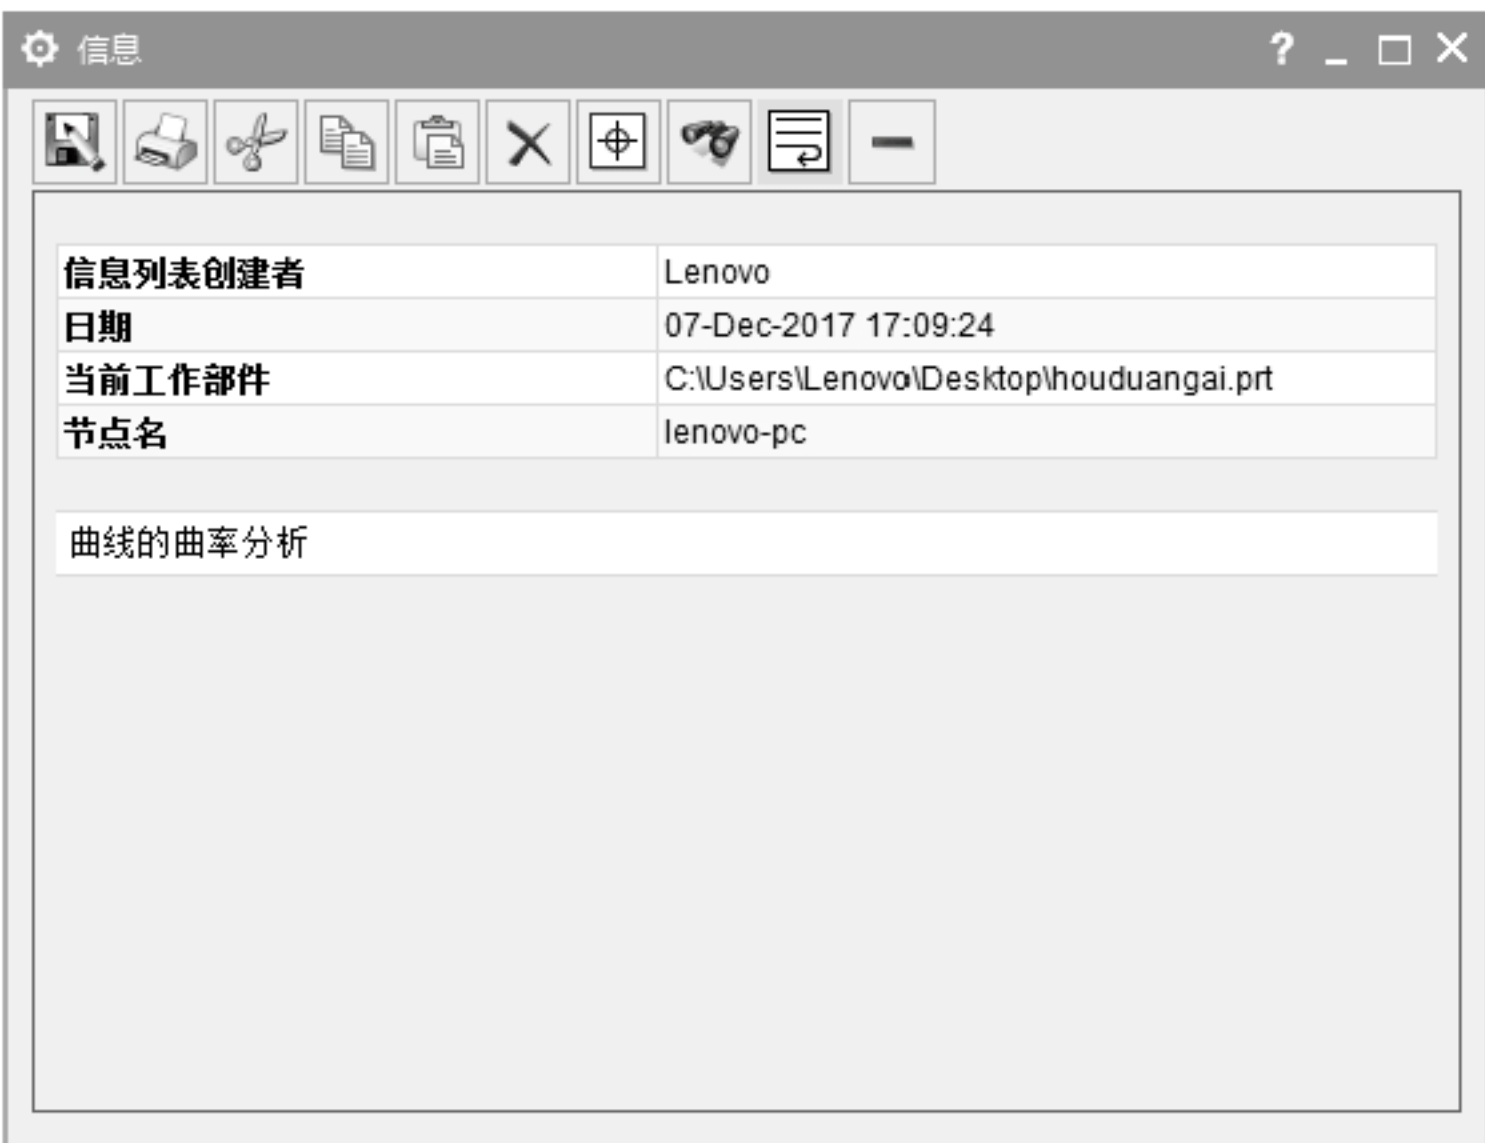 信息
信息列表创建者 Lenovo
日期 07-Dec-2017 17:09:24
当前工作部件 C:\Users\Lenovo\Desktop\houduangai.prt
节点名 lenovo-pc
曲线的曲率分析